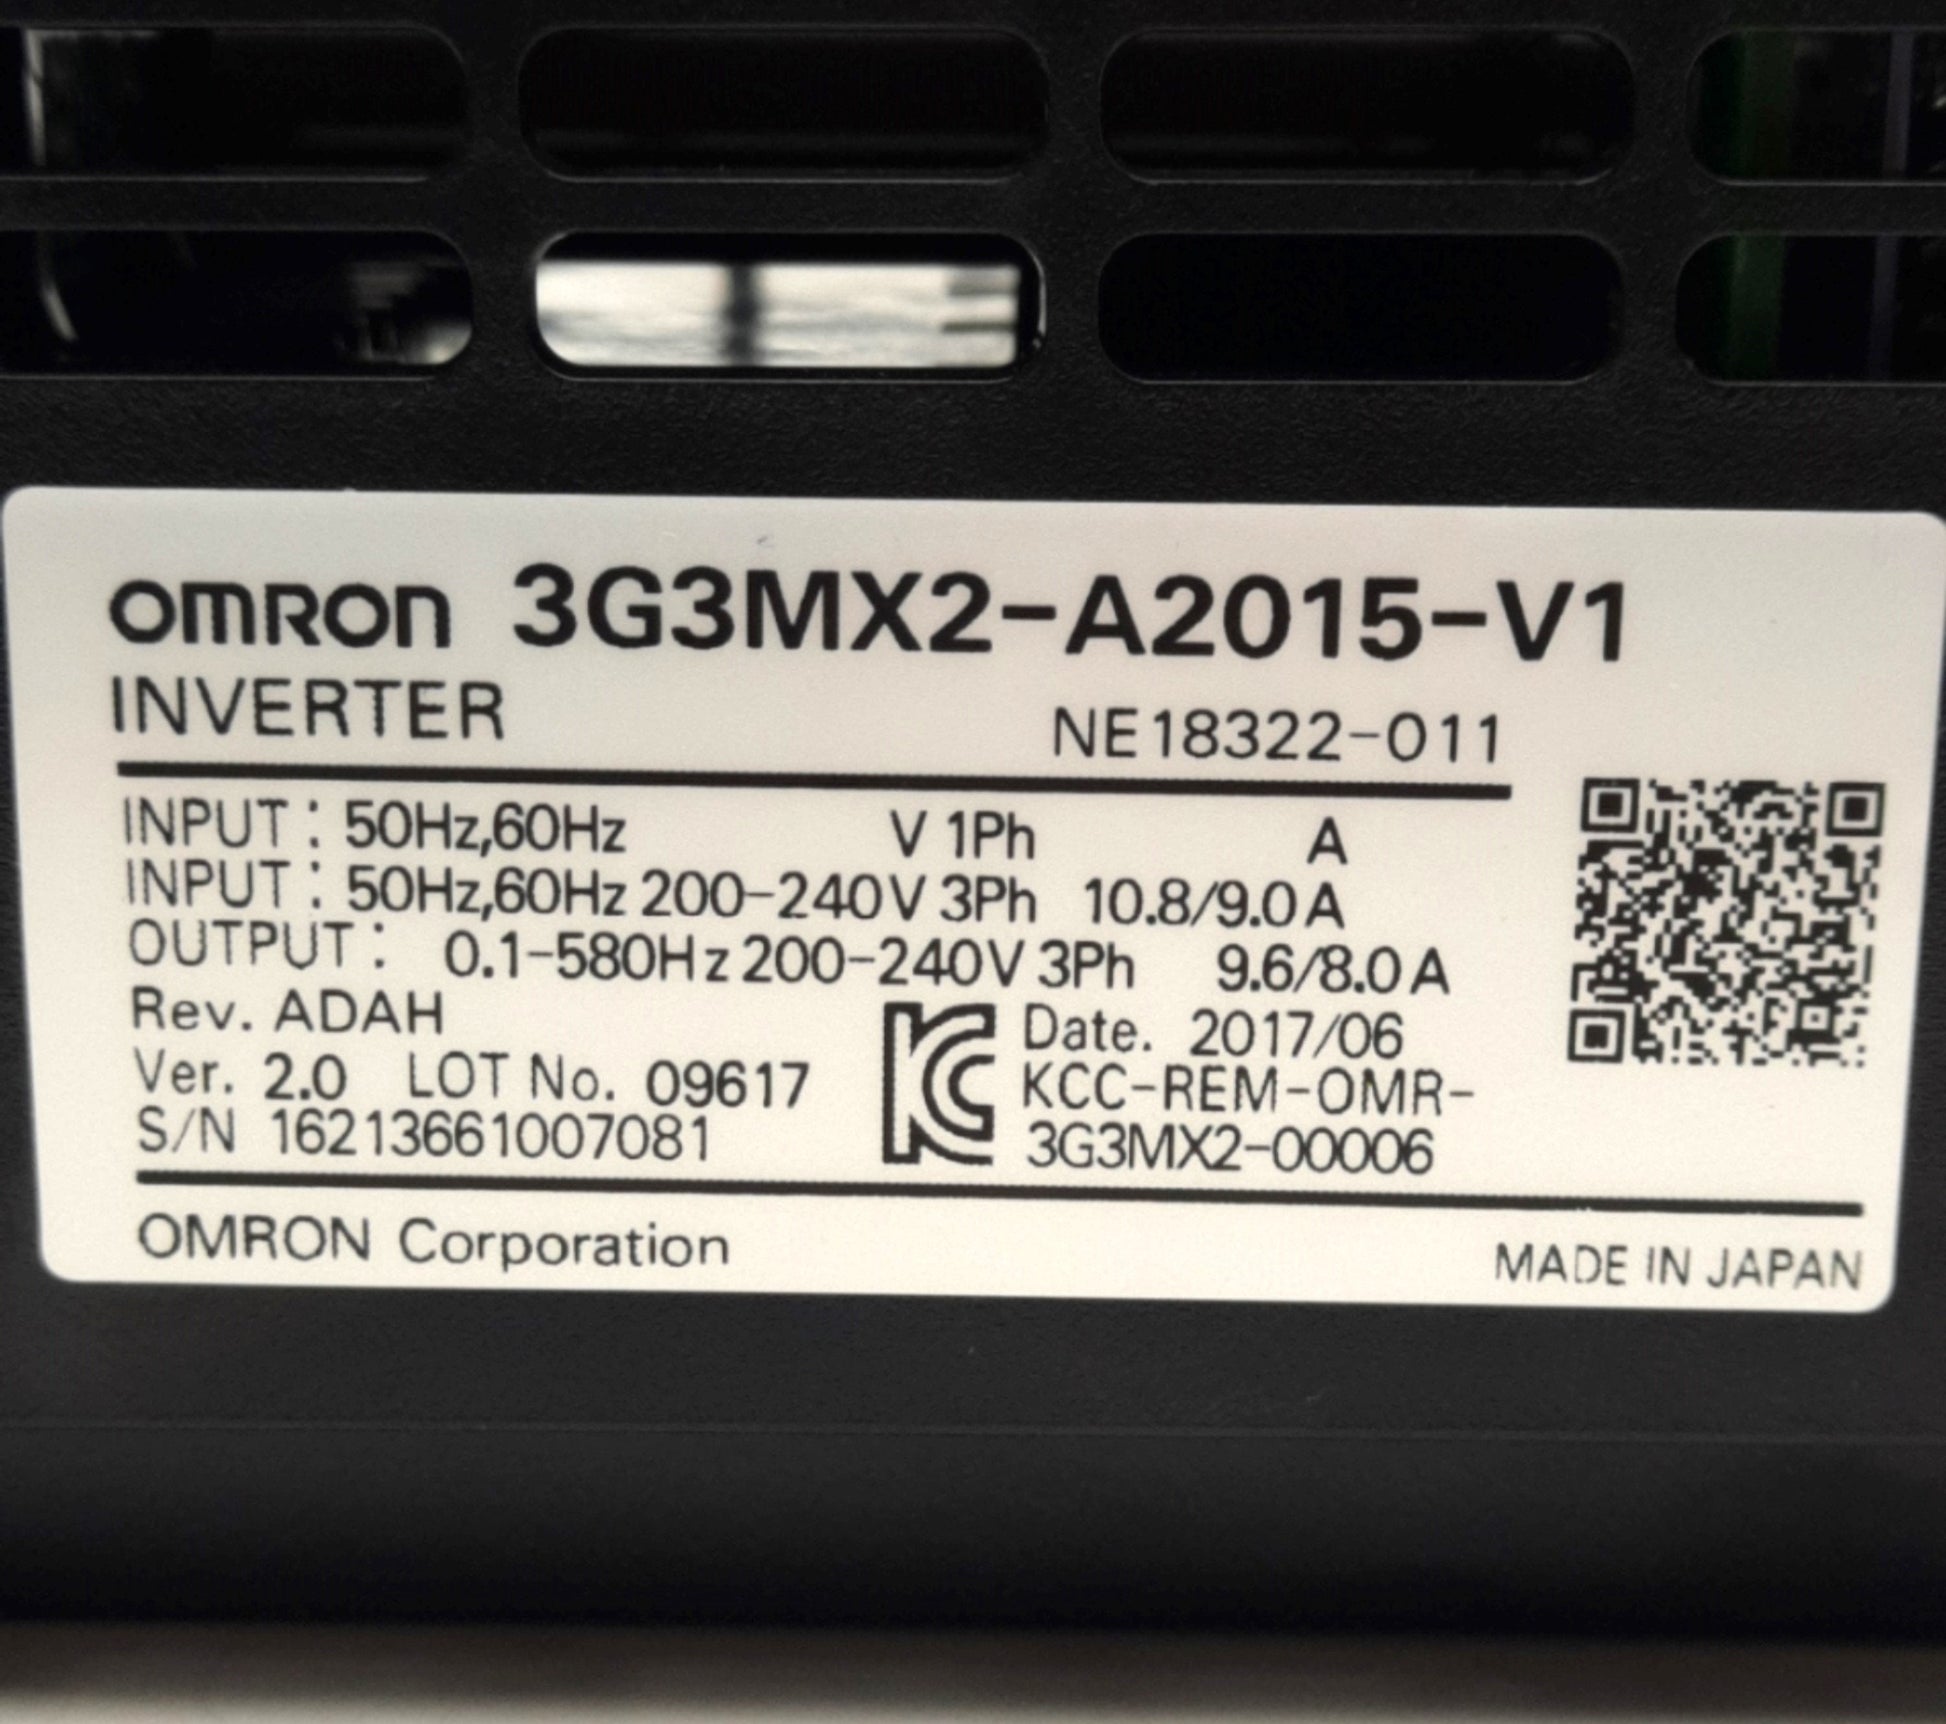 OMRON 3G3MX2-A2015-V1
INVERTER NE18322-011
INPUT : 50Hz,60Hz V 1Ph A
INPUT : 50Hz,60Hz 200-240V 3Ph 10.8/9.0 A
OUTPUT : 0.1-580Hz 200-240V 3Ph 9.6/8.0 A
Rev. ADAH
Ver. 2.0 LOT No. 09617
S/N 16213661007081
Date. 2017/06
KCC-REM-OMR-
3G3MX2-00006
OMRON Corporation
MADE IN JAPAN